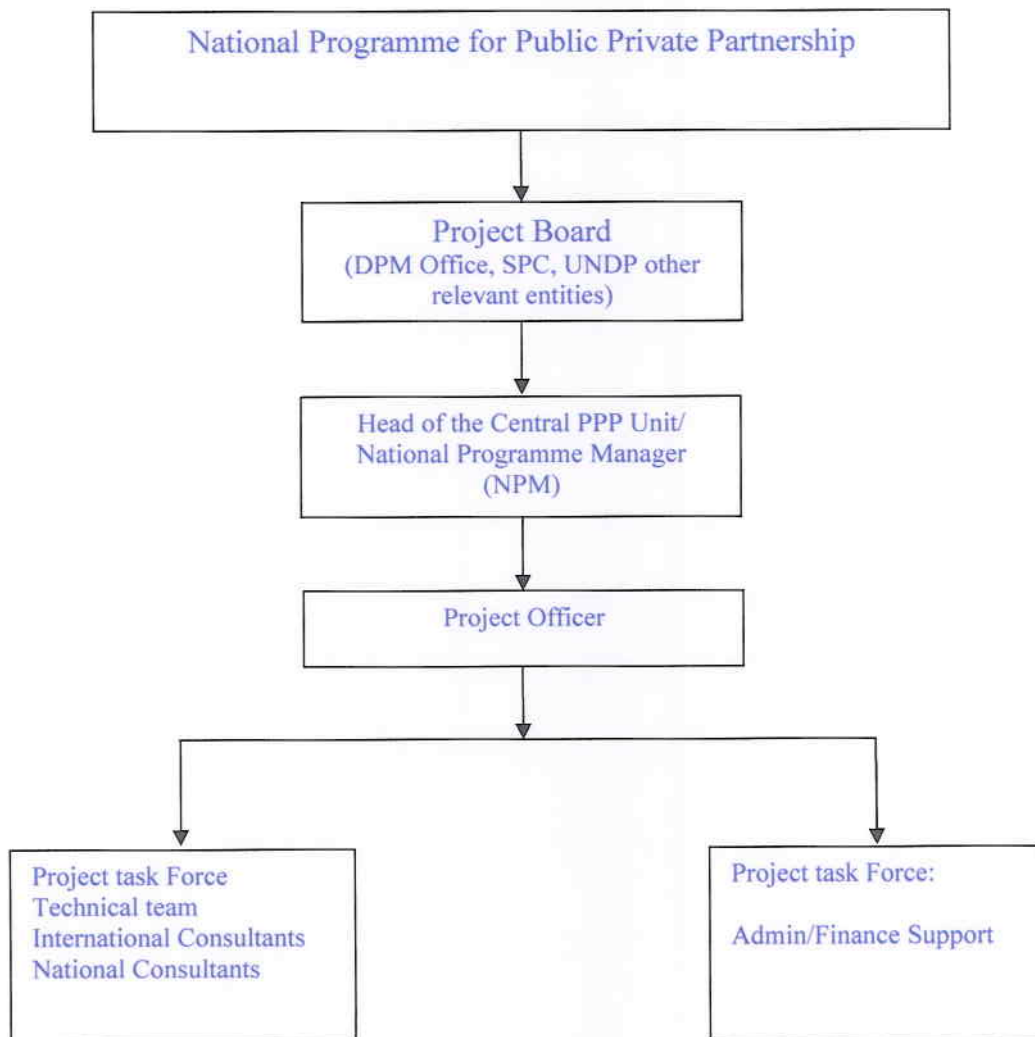 National Programme for Public Private Partnership
Project Board
(DPM Office, SPC, UNDP other
relevant entities)
Head of the Central PPP Unit/
National Programme Manager
(NPM)
Project Officer
Project task Force
Technical team
International Consultants
National Consultants
Project task Force:
Admin/Finance Support